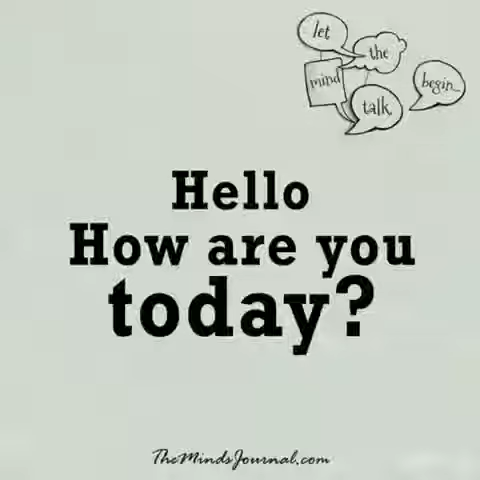 let
the
mind
talk
begin...
Hello
How are you
today?
TheMindsJournal.com